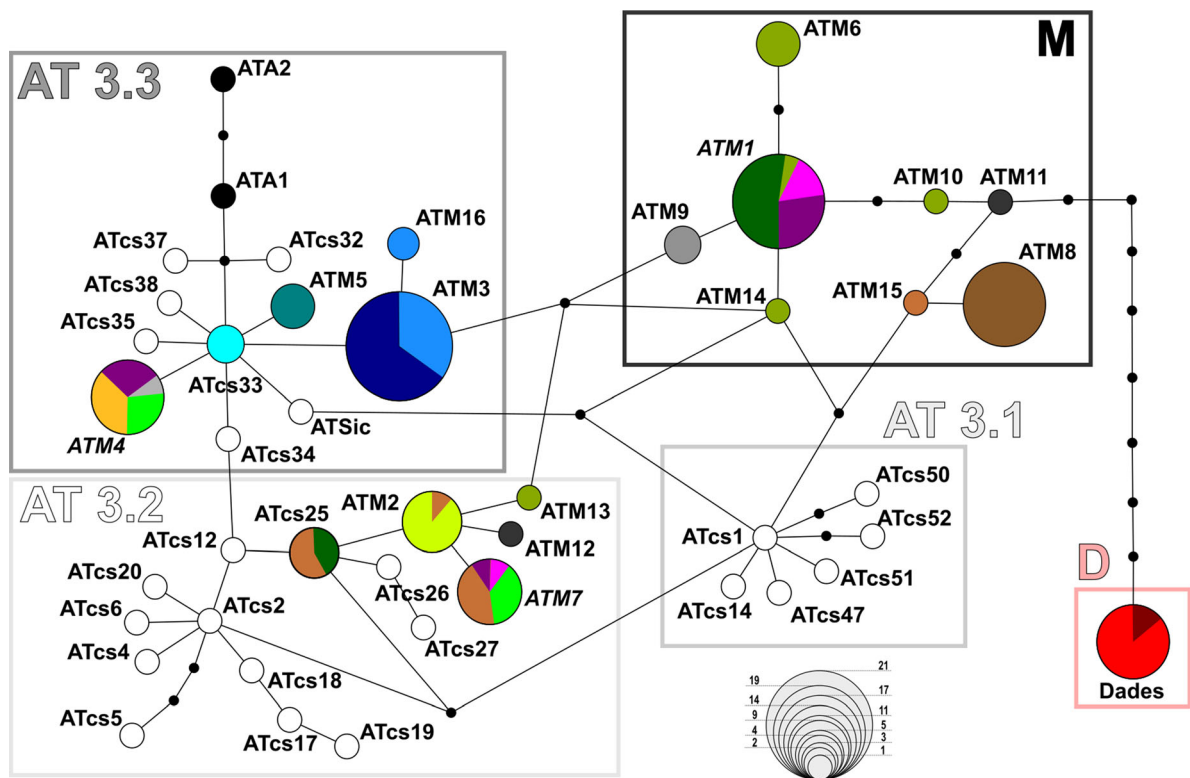 AT 3.3
ATA2
ATA1
ATcs37
ATcs32
ATcs38
ATM5
ATcs35
ATM16
ATM3
ATcs33
ATM4
ATSic
ATcs34
M
ATM6
ATM1
ATM10
ATM11
ATM9
ATM8
ATM14
ATM15
AT 3.2
ATM2
ATM13
ATcs25
ATcs12
ATM12
ATcs20
ATcs26
ATM7
ATcs6
ATcs2
ATcs4
ATcs27
ATcs18
ATcs5
ATcs17
ATcs19
AT 3.1
ATcs50
ATcs52
ATcs1
ATcs51
ATcs14
ATcs47
D
Dades
21
19
17
14
11
9
5
4
3
2
1